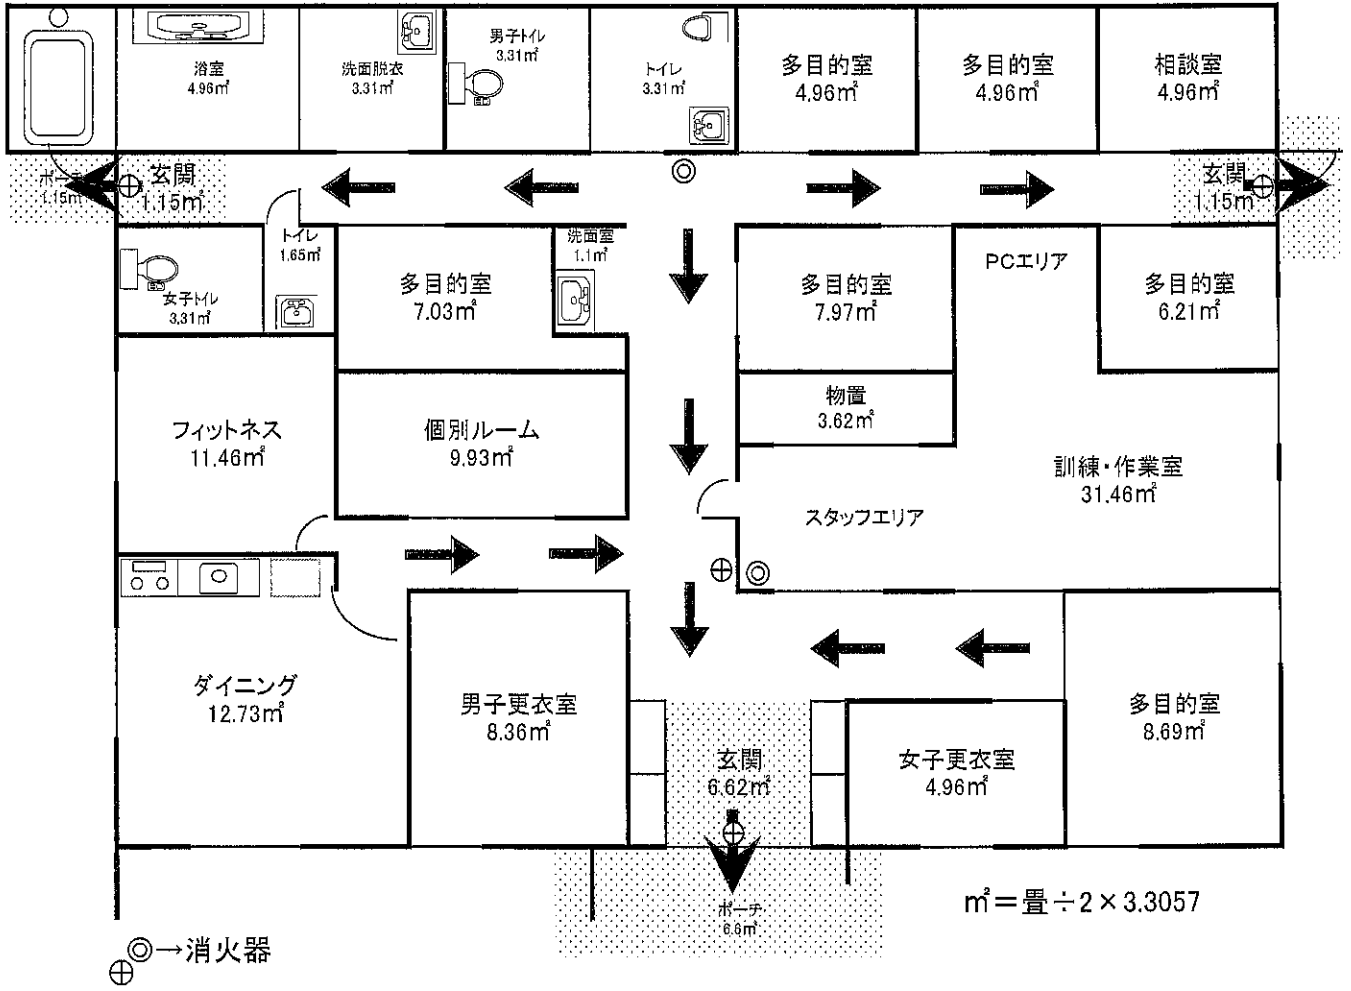 浴室
4.96㎡
洗面脱衣
3.31㎡
男子トイレ
3.31㎡
トイレ
3.31㎡
多目的室
4.96㎡
多目的室
4.96㎡
相談室
4.96㎡
ポーチ
1.15㎡
玄関
1.15㎡
玄関
1.15㎡
女子トイレ
3.31㎡
トイレ
1.65㎡
多目的室
7.03㎡
洗面室
1.1㎡
多目的室
7.97㎡
PCエリア
多目的室
6.21㎡
フィットネス
11.46㎡
個別ルーム
9.93㎡
物置
3.62㎡
訓練・作業室
31.46㎡
スタッフエリア
ダイニング
12.73㎡
男子更衣室
8.36㎡
玄関
6.62㎡
女子更衣室
4.96㎡
多目的室
8.69㎡
ポーチ
6.6㎡
㎡＝畳÷2×3.3057
◎→消火器